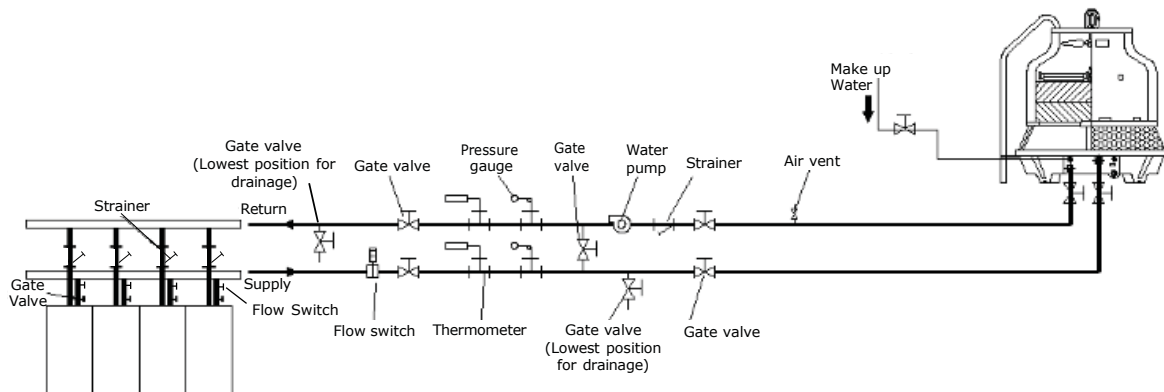 Make up
Water
Gate valve
(Lowest position for
drainage)
Gate valve
Pressure
gauge
Gate
valve
Water
pump
Strainer
Air vent
Strainer
Return
Supply
Gate
Valve
Flow Switch
Flow switch
Thermometer
Gate valve
(Lowest position
for drainage)
Gate valve